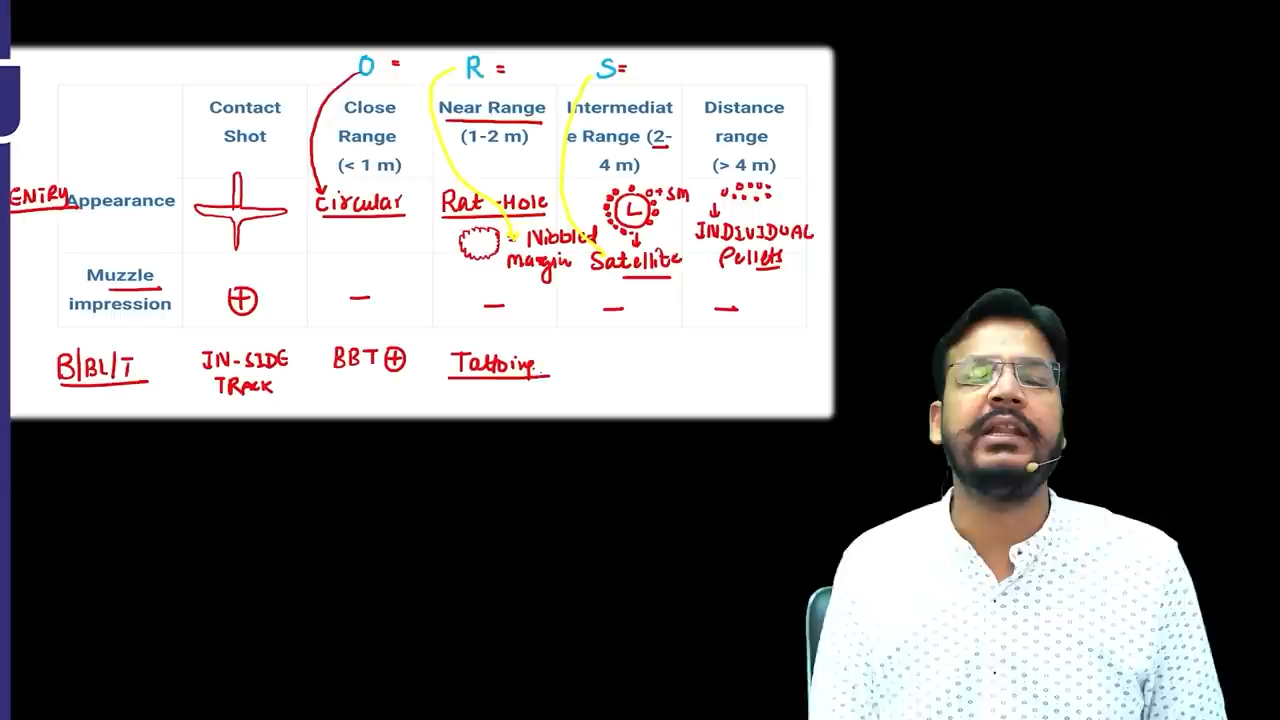 O = R = S=
Contact
Shot
Close
Range
(< 1 m)
Near Range
(1-2 m)
Intermediat
e Range (2-
4 m)
Distance
range
(> 4 m)
ENTRY
Appearance
Circular
Rat-Hole
= Nibbled
margin
L
SM
Satellite
INDIVIDUAL
Pellets
Muzzle
impression
+
-
-
-
-
B/BL/T
IN-SIDE
TRACK
BBT +
Tattoing